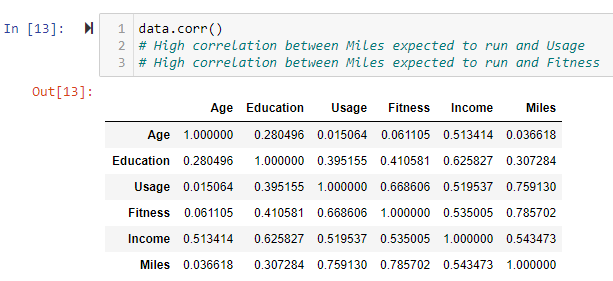 In [13]: 1 data.corr()
2 # High correlation between Miles expected to run and Usage
3 # High correlation between Miles expected to run and Fitness
Out[13]:
Age Education Usage Fitness Income Miles
Age 1.000000 0.280496 0.015064 0.061105 0.513414 0.036618
Education 0.280496 1.000000 0.395155 0.410581 0.625827 0.307284
Usage 0.015064 0.395155 1.000000 0.668606 0.519537 0.759130
Fitness 0.061105 0.410581 0.668606 1.000000 0.535005 0.785702
Income 0.513414 0.625827 0.519537 0.535005 1.000000 0.543473
Miles 0.036618 0.307284 0.759130 0.785702 0.543473 1.000000